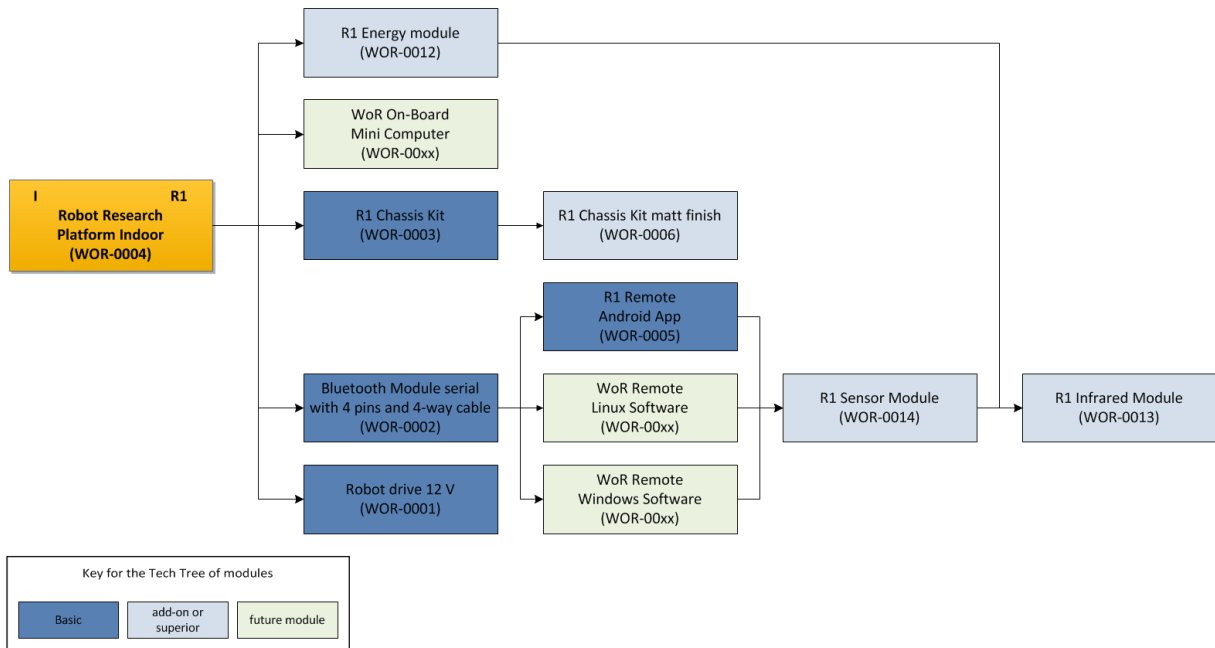 R1 Energy module
(WOR-0012)
WoR On-Board
Mini Computer
(WOR-00xx)
I R1
Robot Research
Platform Indoor
(WOR-0004)
R1 Chassis Kit
(WOR-0003)
R1 Chassis Kit matt finish
(WOR-0006)
R1 Remote
Android App
(WOR-0005)
Bluetooth Module serial
with 4 pins and 4-way cable
(WOR-0002)
WoR Remote
Linux Software
(WOR-00xx)
R1 Sensor Module
(WOR-0014)
R1 Infrared Module
(WOR-0013)
Robot drive 12 V
(WOR-0001)
WoR Remote
Windows Software
(WOR-00xx)
Key for the Tech Tree of modules
Basic
add-on or
superior
future module